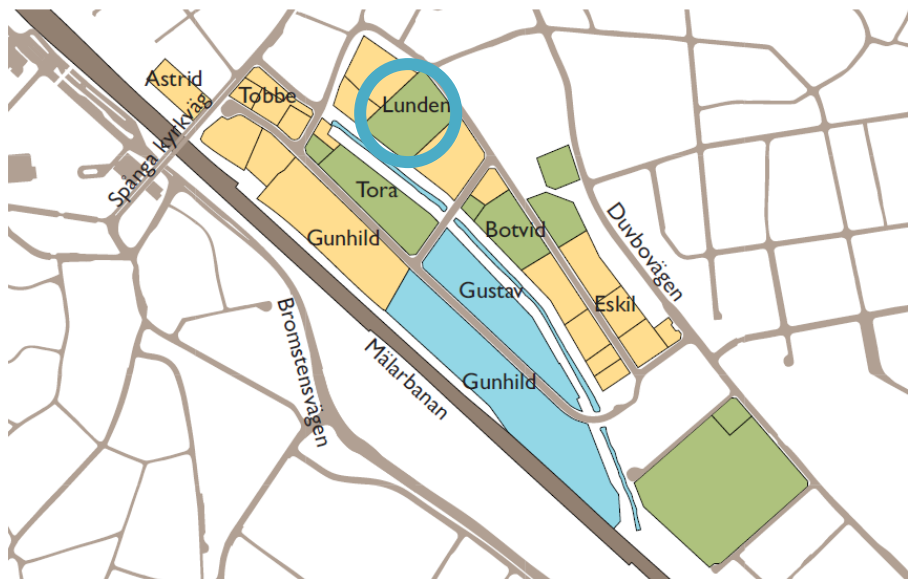 Astrid
Tobbe
Lunden
Spånga kyrkväg
Tora
Gunhild
Botvid
Duvbovägen
Gustav
Eskil
Bromstensvägen
Mälarbanan
Gunhild